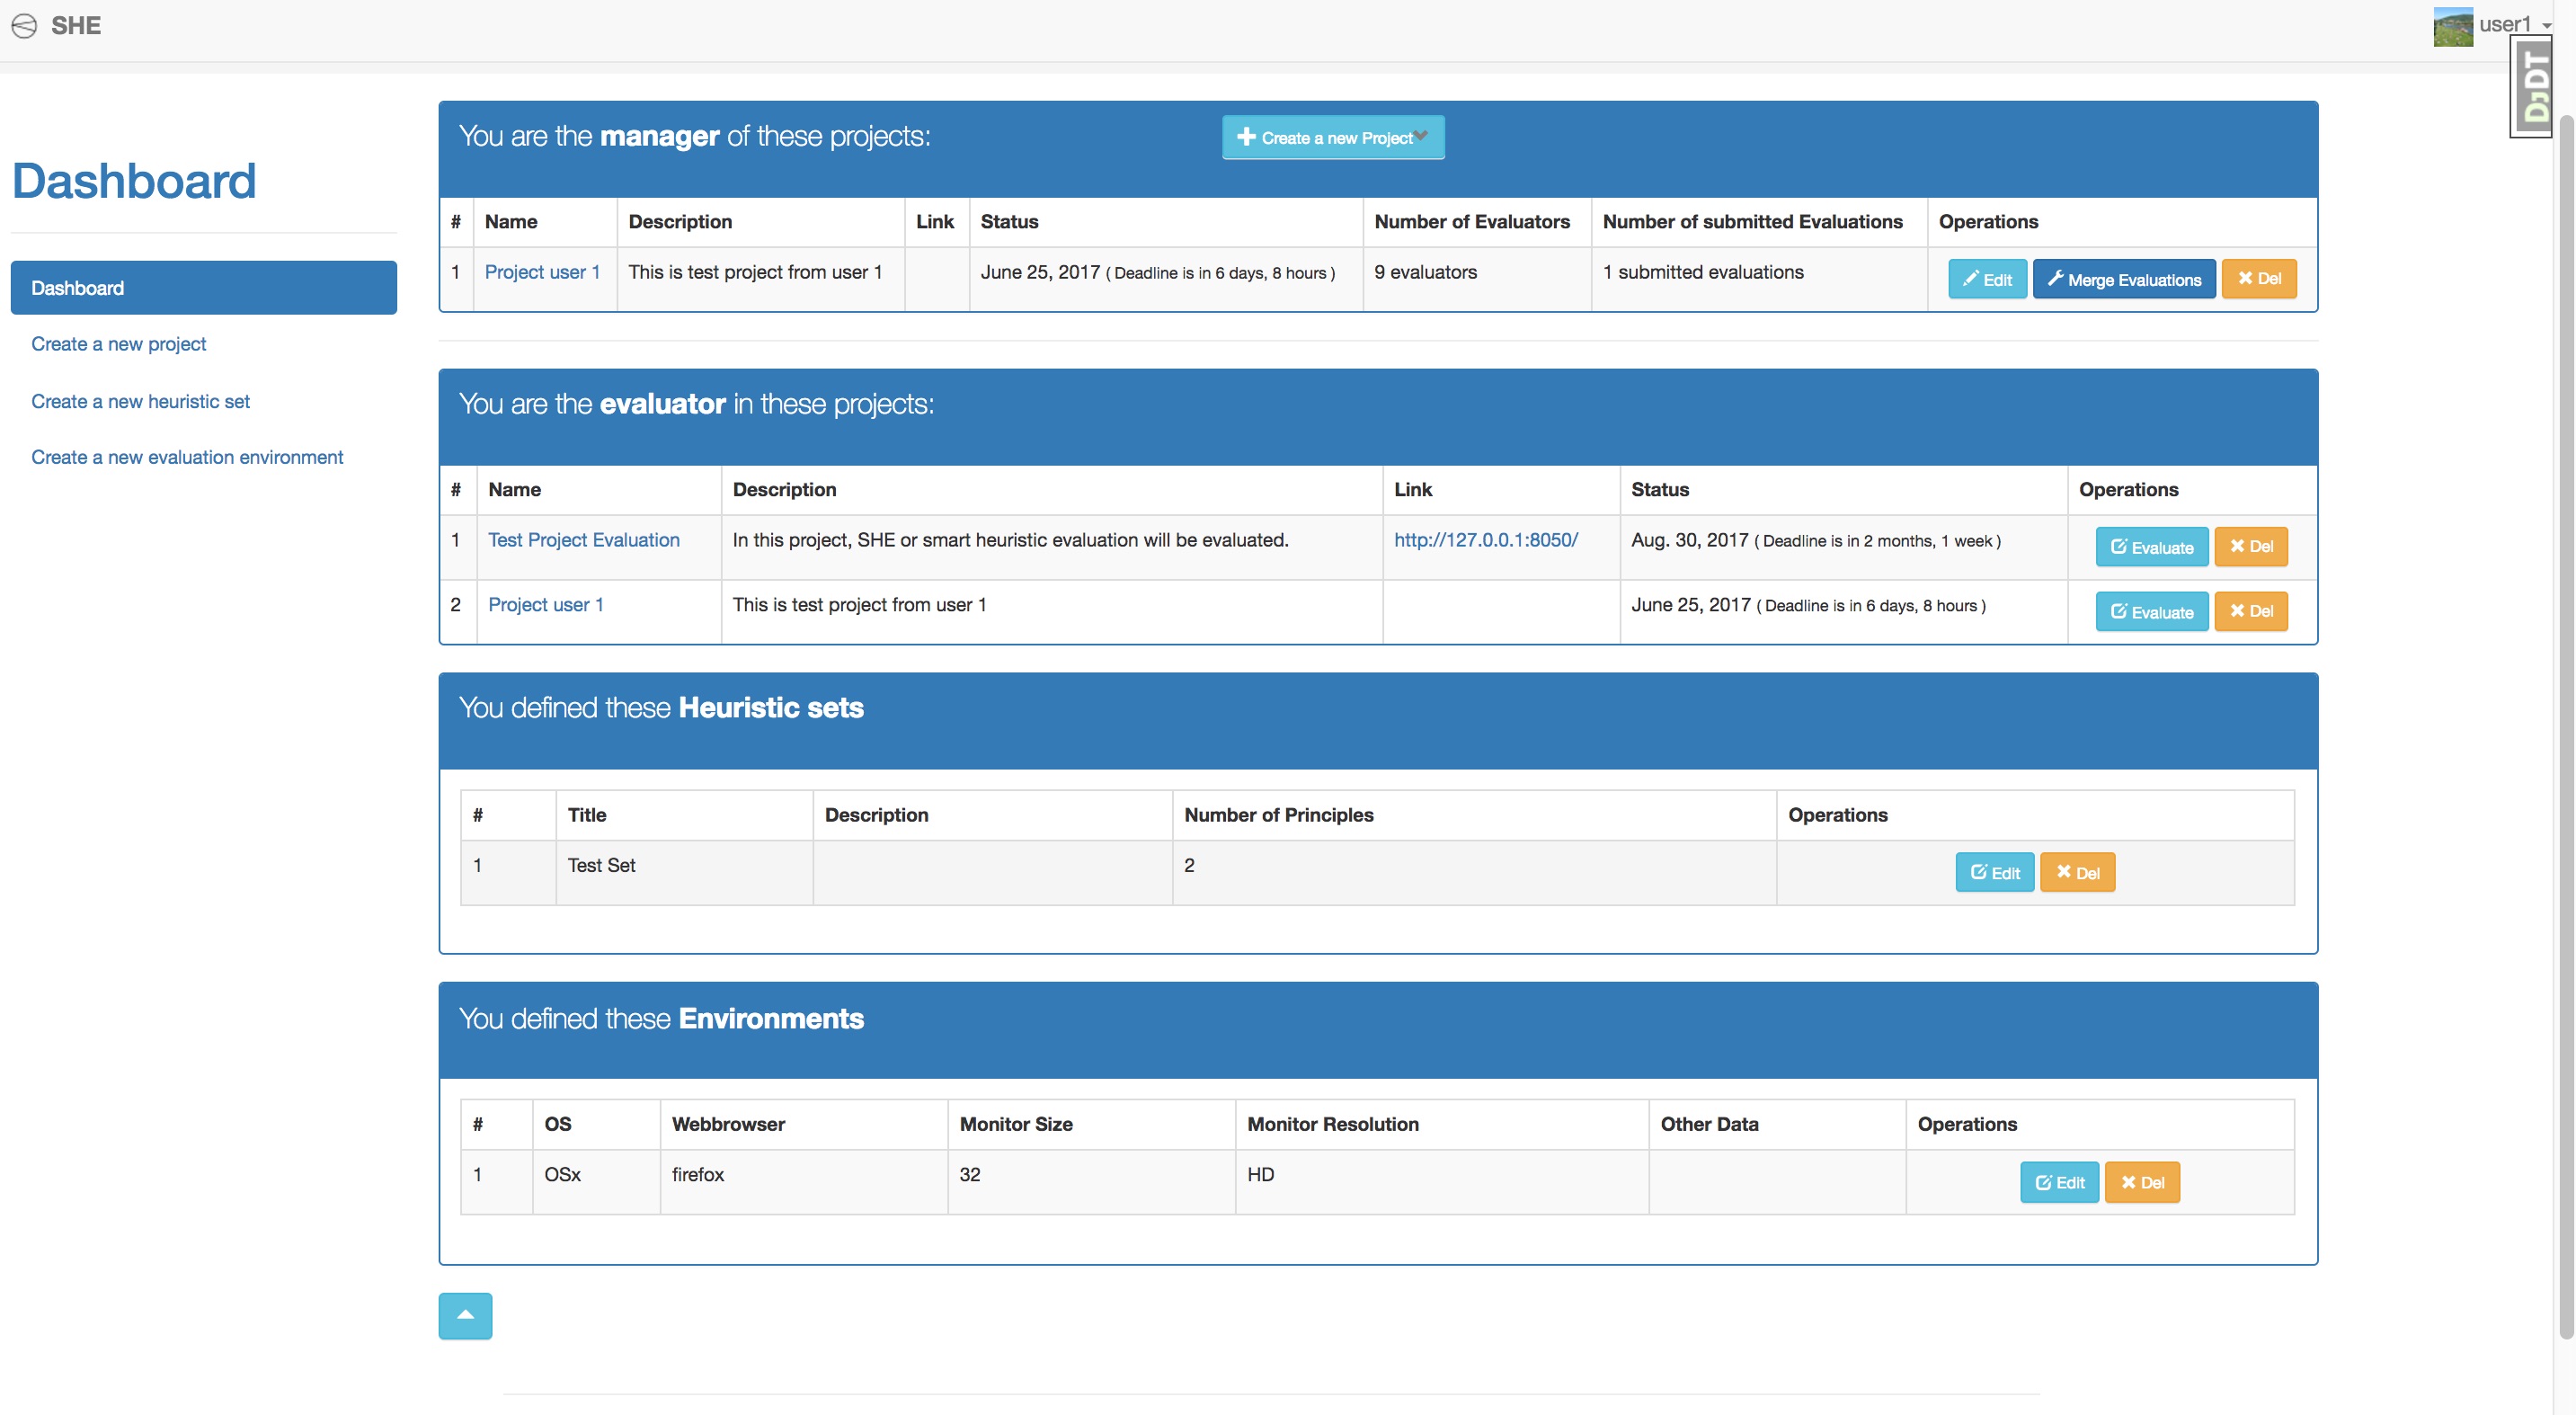 SHE
user1
DJDT
Dashboard
Dashboard
Create a new project
Create a new heuristic set
Create a new evaluation environment
You are the manager of these projects:
Create a new Project
# Name Description Link Status Number of Evaluators Number of submitted Evaluations Operations
1 Project user 1 This is test project from user 1 June 25, 2017 ( Deadline is in 6 days, 8 hours ) 9 evaluators 1 submitted evaluations Edit Merge Evaluations Del
You are the evaluator in these projects:
# Name Description Link Status Operations
1 Test Project Evaluation In this project, SHE or smart heuristic evaluation will be evaluated. http://127.0.0.1:8050/ Aug. 30, 2017 ( Deadline is in 2 months, 1 week ) Evaluate Del
2 Project user 1 This is test project from user 1 June 25, 2017 ( Deadline is in 6 days, 8 hours ) Evaluate Del
You defined these Heuristic sets
# Title Description Number of Principles Operations
1 Test Set 2 Edit Del
You defined these Environments
# OS Webbrowser Monitor Size Monitor Resolution Other Data Operations
1 OSx firefox 32 HD Edit Del